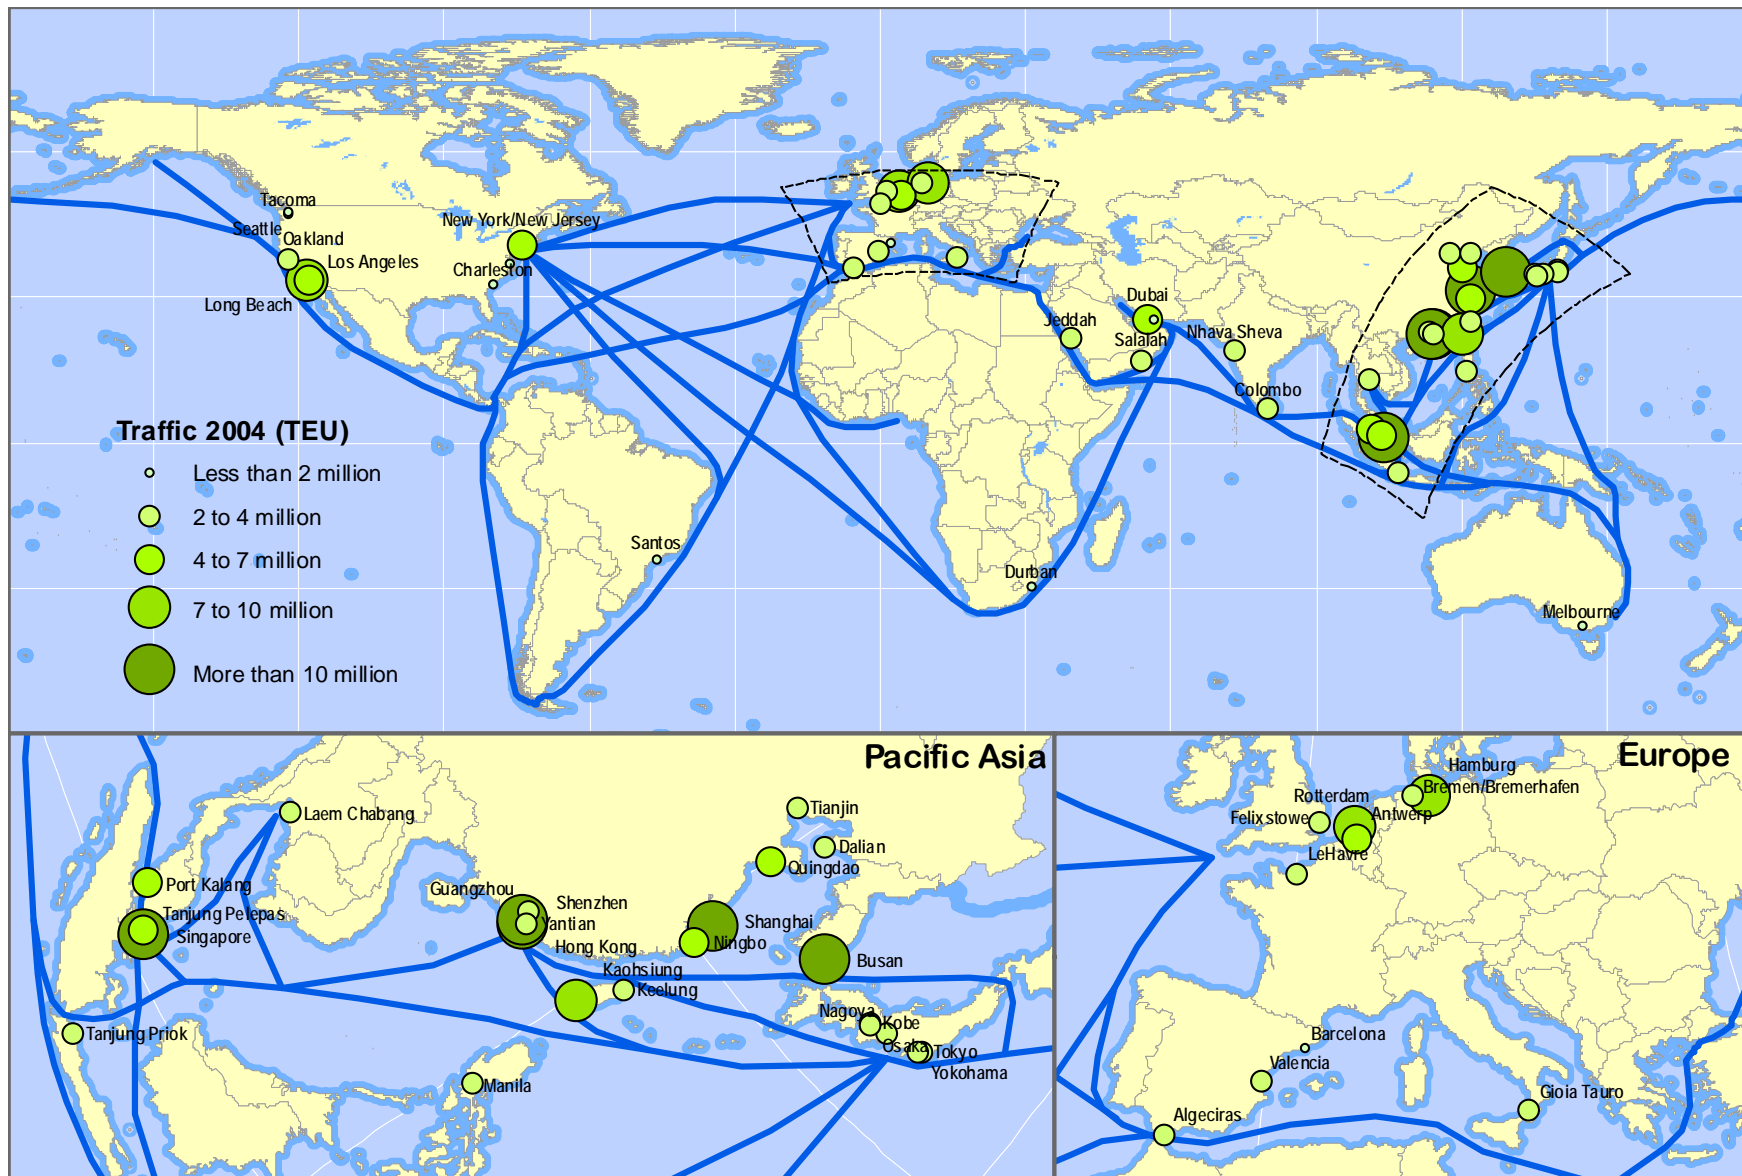 Tacoma
Seattle
Oakland
Los Angeles
Long Beach
New York/New Jersey
Charleston
Dubai
Jeddah
Salalah
Nhava Sheva
Colombo
Traffic 2004 (TEU)
Less than 2 million
2 to 4 million
4 to 7 million
7 to 10 million
More than 10 million
Santos
Durban
Melbourne
Pacific Asia
Laem Chabang
Tianjin
Dalian
Quingdao
Port Kalang
Guangzhou
Shenzhen
Tanjung Pelepas
Yantian
Shanghai
Singapore
Hong Kong
Ningbo
Busan
Kaohsiung
Keelung
Nagoya
Kobe
Tanjung Priok
Osaka
Tokyo
Yokohama
Manila
Europe
Hamburg
Bremen/Bremerhafen
Rotterdam
Antwerp
Felixstowe
LeHavre
Barcelona
Valencia
Gioia Tauro
Algeciras